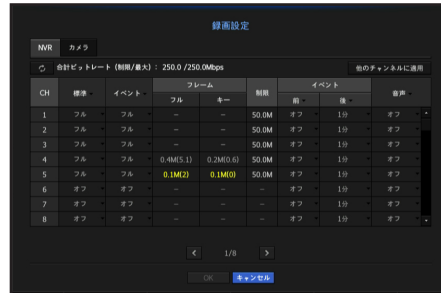 録画設定
NVR カメラ
合計ビットレート (制限/最大) : 250.0 /250.0Mbps 他のチャンネルに適用
CH 標準 イベント フレーム 制限 イベント 音声
フル キー 前 後
1 フル フル – – 50.0M オフ 1分 オフ
2 フル フル – – 50.0M オフ 1分 オフ
3 フル フル – – 50.0M オフ 1分 オフ
4 フル フル 0.4M(5.1) 0.2M(0.6) 50.0M オフ 1分 オフ
5 フル フル 0.1M(2) 0.1M(0) 50.0M オフ 1分 オフ
6 オフ オフ – – – オフ 1分 オフ
7 オフ オフ – – – オフ 1分 オフ
8 オフ オフ – – – オフ 1分 オフ
1/8
OK キャンセル